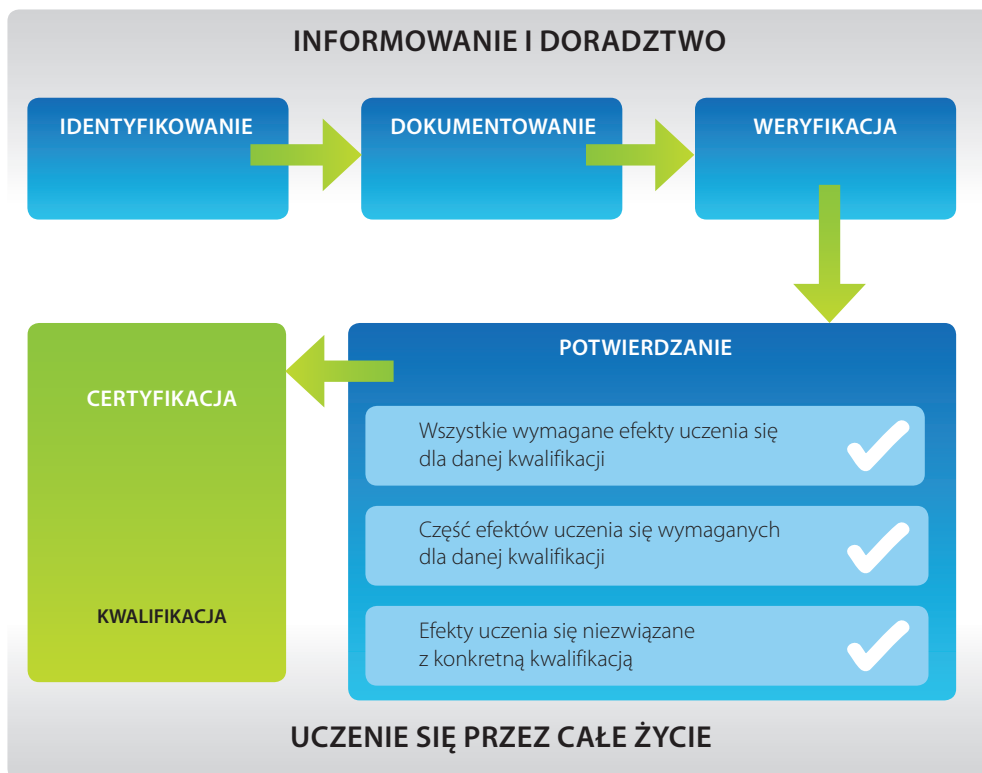 INFORMOWANIE I DORADZTWO
IDENTYFIKOWANIE
DOKUMENTOWANIE
WERYFIKACJA
POTWIERDZANIE
Wszystkie wymagane efekty uczenia się
dla danej kwalifikacji
Część efektów uczenia się wymaganych
dla danej kwalifikacji
Efekty uczenia się niezwiązane
z konkretną kwalifikacją
CERTYFIKACJA
KWALIFIKACJA
UCZENIE SIĘ PRZEZ CAŁE ŻYCIE